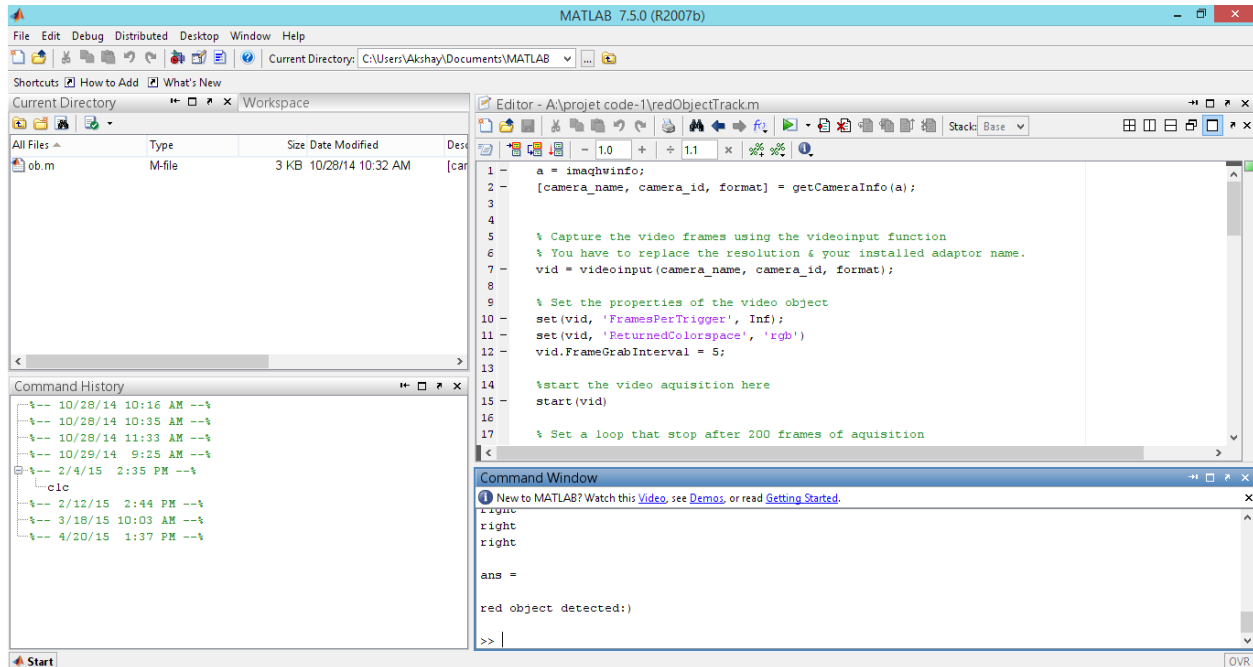 MATLAB 7.5.0 (R2007b)
File Edit Debug Distributed Desktop Window Help
Current Directory: C:\Users\Akshay\Documents\MATLAB
Shortcuts How to Add What's New
Current Directory
Workspace
All Files Type Size Date Modified Desc
ob.m M-file 3 KB 10/28/14 10:32 AM [car
Command History
%-- 10/28/14 10:16 AM --%
%-- 10/28/14 10:35 AM --%
%-- 10/28/14 11:33 AM --%
%-- 10/29/14 9:25 AM --%
%-- 2/4/15 2:35 PM --%
clc
%-- 2/12/15 2:44 PM --%
%-- 3/18/15 10:03 AM --%
%-- 4/20/15 1:37 PM --%
Editor - A:\projet code-1\redObjectTrack.m
Stack: Base
- 1.0 + ÷ 1.1 ×
1 - a = imaqhwinfo;
2 - [camera_name, camera_id, format] = getCameraInfo(a);
3
4
5 % Capture the video frames using the videoinput function
6 % You have to replace the resolution & your installed adaptor name.
7 - vid = videoinput(camera_name, camera_id, format);
8
9 % Set the properties of the video object
10 - set(vid, 'FramesPerTrigger', Inf);
11 - set(vid, 'ReturnedColorspace', 'rgb')
12 - vid.FrameGrabInterval = 5;
13
14 %start the video aquisition here
15 - start(vid)
16
17 % Set a loop that stop after 200 frames of aquisition
Command Window
New to MATLAB? Watch this Video, see Demos, or read Getting Started.
right
right
right
ans =
red object detected:)
>>
Start
OVR